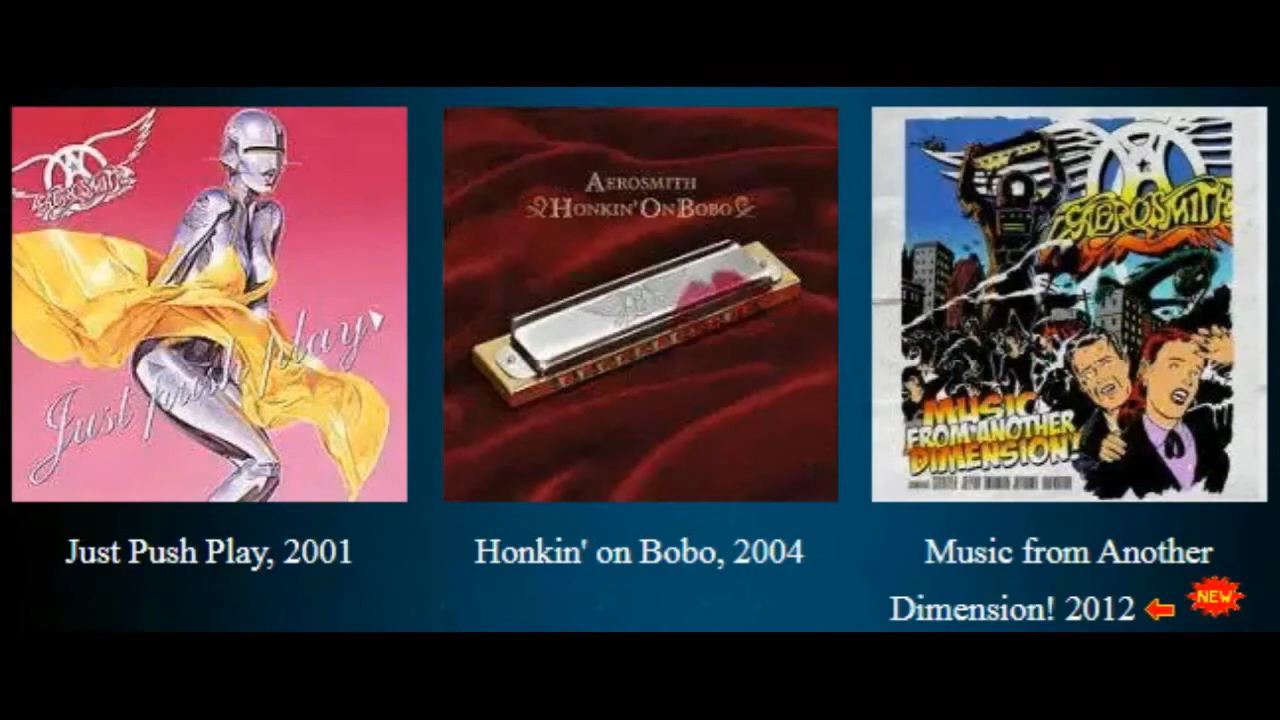 AEROSMITH
Just push play
AEROSMITH
HONKIN' ON BOBO
AEROSMITH
MUSIC
FROM ANOTHER
DIMENSION!
Just Push Play, 2001
Honkin' on Bobo, 2004
Music from Another
Dimension! 2012
NEW